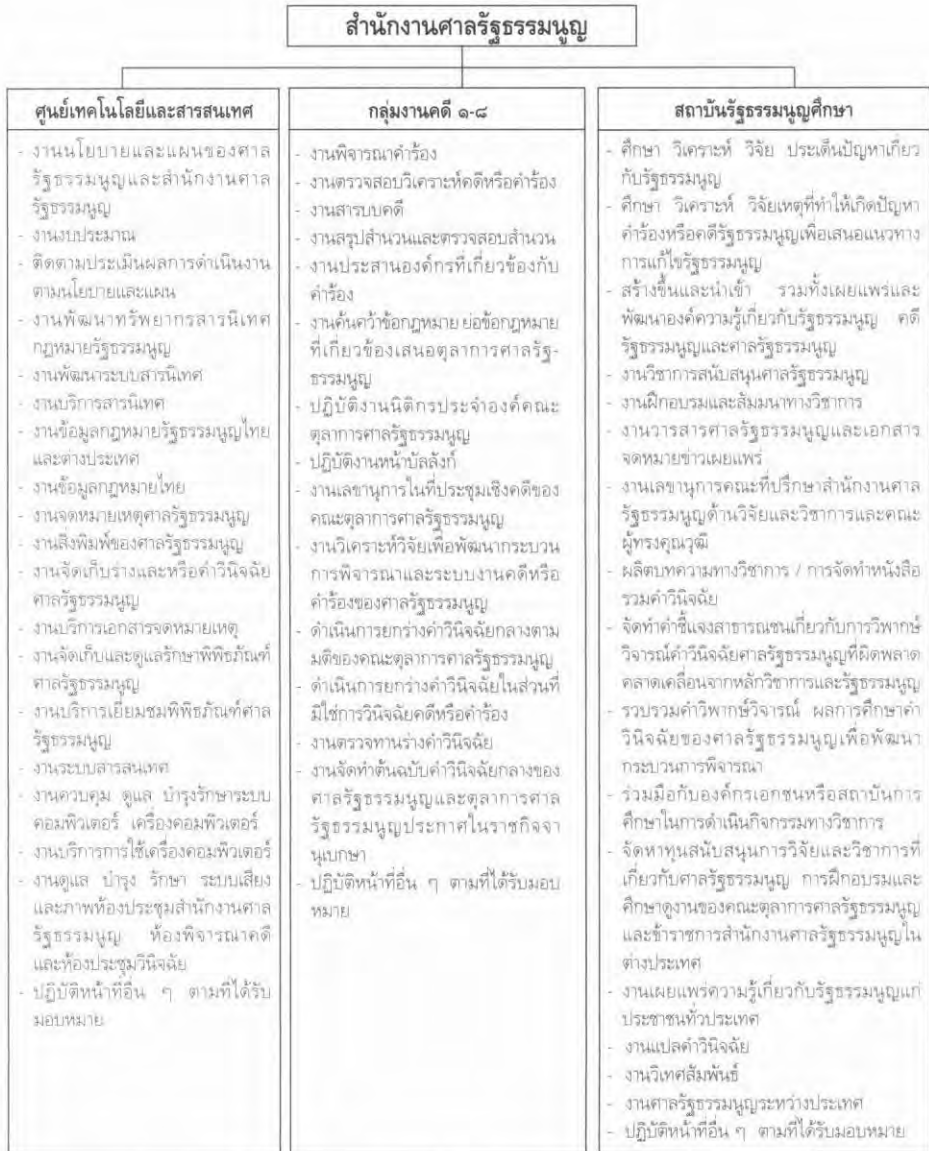 สำนักงานศาลรัฐธรรมนูญ
ศูนย์เทคโนโลยีและสารสนเทศ
- งานนโยบายและแผนของศาล
รัฐธรรมนูญและสำนักงานศาล
รัฐธรรมนูญ
- งานงบประมาณ
- ติดตามประเมินผลการดำเนินงาน
ตามนโยบายและแผน
- งานพัฒนาทรัพยากรสารนิเทศ
กฎหมายรัฐธรรมนูญ
- งานพัฒนาระบบสารนิเทศ
- งานบริการสารนิเทศ
- งานข้อมูลกฎหมายรัฐธรรมนูญไทย
และต่างประเทศ
- งานข้อมูลกฎหมายไทย
- งานจดหมายเหตุศาลรัฐธรรมนูญ
- งานสิ่งพิมพ์ของศาลรัฐธรรมนูญ
- งานจัดเก็บร่างและหรือคำวินิจฉัย
ศาลรัฐธรรมนูญ
- งานบริการเอกสารจดหมายเหตุ
- งานจัดเก็บและดูแลรักษาพิพิธภัณฑ์
ศาลรัฐธรรมนูญ
- งานบริการเยี่ยมชมพิพิธภัณฑ์ศาล
รัฐธรรมนูญ
- งานระบบสารสนเทศ
- งานควบคุม ดูแล บำรุงรักษาระบบ
คอมพิวเตอร์ เครื่องคอมพิวเตอร์
- งานบริการการใช้เครื่องคอมพิวเตอร์
- งานดูแล บำรุง รักษา ระบบเสียง
และภาพห้องประชุมสำนักงานศาล
รัฐธรรมนูญ ห้องพิจารณาคดี
และห้องประชุมวินิจฉัย
- ปฏิบัติหน้าที่อื่น ๆ ตามที่ได้รับ
มอบหมาย
กลุ่มงานคดี ๑-๘
- งานพิจารณาคำร้อง
- งานตรวจสอบวิเคราะห์คดีหรือคำร้อง
- งานสารบบคดี
- งานสรุปสำนวนและตรวจสอบสำนวน
- งานประสานองค์กรที่เกี่ยวข้องกับ
คำร้อง
- งานค้นคว้าข้อกฎหมาย ย่อข้อกฎหมาย
ที่เกี่ยวข้องเสนอตุลาการศาลรัฐ-
ธรรมนูญ
- ปฏิบัติงานนิติกรประจำองค์คณะ
ตุลาการศาลรัฐธรรมนูญ
- ปฏิบัติงานหน้าบัลลังก์
- งานเลขานุการในที่ประชุมเชิงคดีของ
คณะตุลาการศาลรัฐธรรมนูญ
- งานวิเคราะห์วิจัยเพื่อพัฒนากระบวน
การพิจารณาและระบบงานคดีหรือ
คำร้องของศาลรัฐธรรมนูญ
- ดำเนินการยกร่างคำวินิจฉัยกลางตาม
มติของคณะตุลาการศาลรัฐธรรมนูญ
- ดำเนินการยกร่างคำวินิจฉัยในส่วนที่
มิใช่การวินิจฉัยคดีหรือคำร้อง
- งานตรวจทานร่างคำวินิจฉัย
- งานจัดทำต้นฉบับคำวินิจฉัยกลางของ
ศาลรัฐธรรมนูญและตุลาการศาล
รัฐธรรมนูญประกาศในราชกิจจา
นุเบกษา
- ปฏิบัติหน้าที่อื่น ๆ ตามที่ได้รับมอบ
หมาย
สถาบันรัฐธรรมนูญศึกษา
- ศึกษา วิเคราะห์ วิจัย ประเด็นปัญหาเกี่ยว
กับรัฐธรรมนูญ
- ศึกษา วิเคราะห์ วิจัยเหตุที่ทำให้เกิดปัญหา
คำร้องหรือคดีรัฐธรรมนูญเพื่อเสนอแนวทาง
การแก้ไขรัฐธรรมนูญ
- สร้างขึ้นและนำเข้า รวมทั้งเผยแพร่และ
พัฒนาองค์ความรู้เกี่ยวกับรัฐธรรมนูญ คดี
รัฐธรรมนูญและศาลรัฐธรรมนูญ
- งานวิชาการสนับสนุนศาลรัฐธรรมนูญ
- งานฝึกอบรมและสัมมนาทางวิชาการ
- งานวารสารศาลรัฐธรรมนูญและเอกสาร
จดหมายข่าวเผยแพร่
- งานเลขานุการคณะที่ปรึกษาสำนักงานศาล
รัฐธรรมนูญด้านวิจัยและวิชาการและคณะ
ผู้ทรงคุณวุฒิ
- ผลิตบทความทางวิชาการ / การจัดทำหนังสือ
รวมคำวินิจฉัย
- จัดทำคำชี้แจงสาธารณชนเกี่ยวกับการวิพากษ์
วิจารณ์คำวินิจฉัยศาลรัฐธรรมนูญที่ผิดพลาด
คลาดเคลื่อนจากหลักวิชาการและรัฐธรรมนูญ
- รวบรวมคำวิพากษ์วิจารณ์ ผลการศึกษาคำ
วินิจฉัยของศาลรัฐธรรมนูญเพื่อพัฒนา
กระบวนการพิจารณา
- ร่วมมือกับองค์กรเอกชนหรือสถาบันการ
ศึกษาในการดำเนินกิจกรรมทางวิชาการ
- จัดหาทุนสนับสนุนการวิจัยและวิชาการที่
เกี่ยวกับศาลรัฐธรรมนูญ การฝึกอบรมและ
ศึกษาดูงานของคณะตุลาการศาลรัฐธรรมนูญ
และข้าราชการสำนักงานศาลรัฐธรรมนูญใน
ต่างประเทศ
- งานเผยแพร่ความรู้เกี่ยวกับรัฐธรรมนูญแก่
ประชาชนทั่วประเทศ
- งานแปลคำวินิจฉัย
- งานวิเทศสัมพันธ์
- งานศาลรัฐธรรมนูญระหว่างประเทศ
- ปฏิบัติหน้าที่อื่น ๆ ตามที่ได้รับมอบหมาย